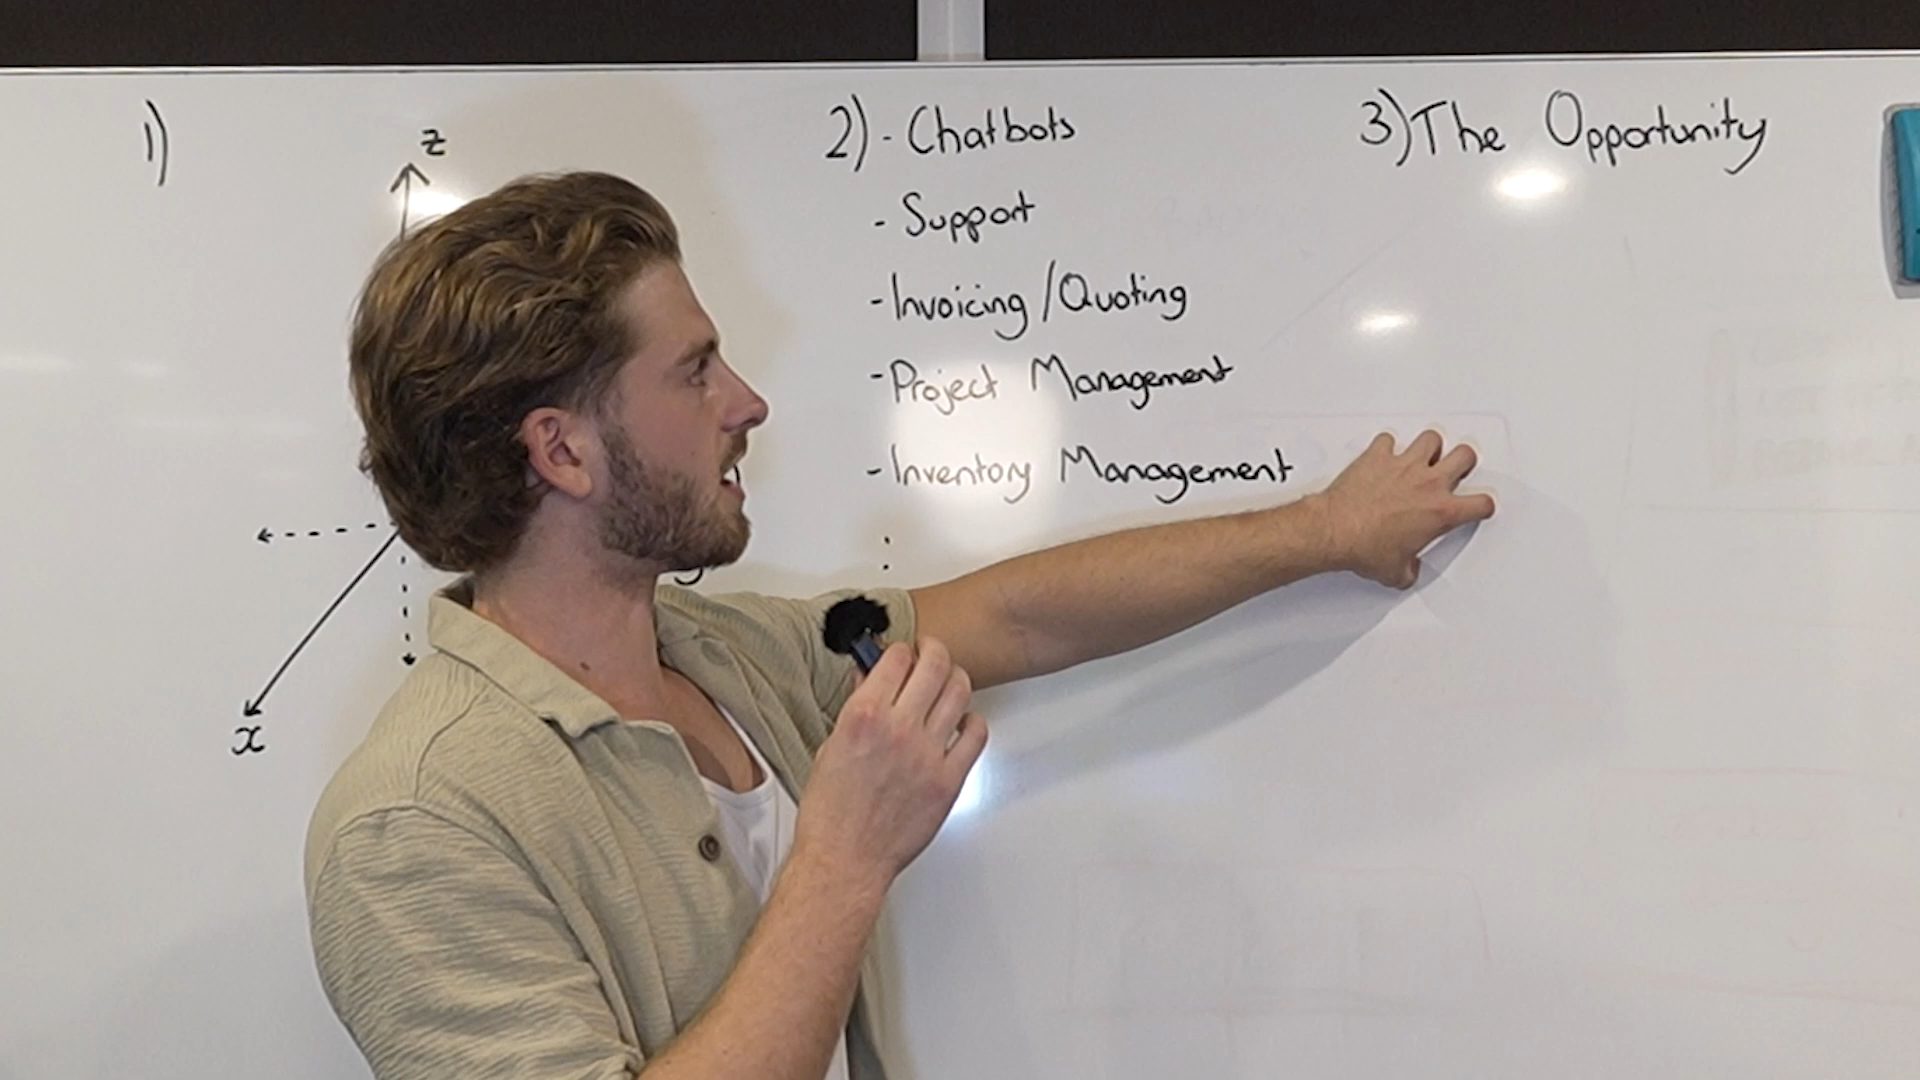 1)
z
x
2) - Chatbots
- Support
- Invoicing / Quoting
- Project Management
- Inventory Management
:
3) The Opportunity